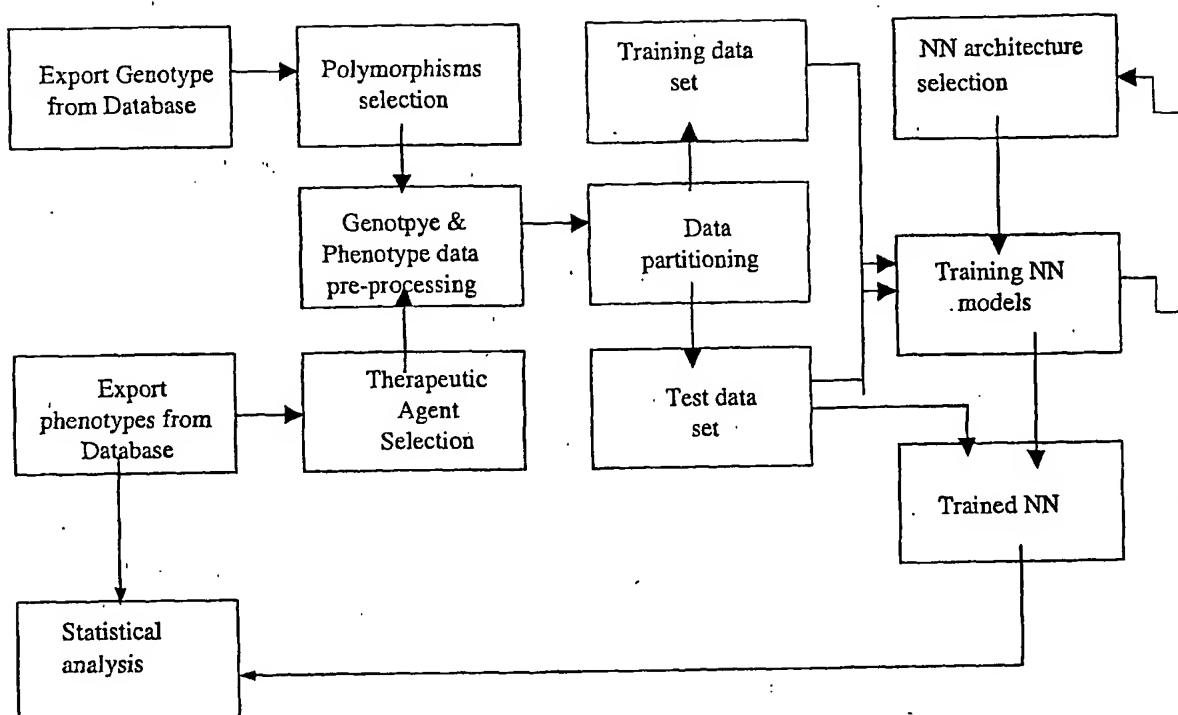 Export Genotype
from Database
Polymorphisms
selection
Training data
set
NN architecture
selection
Genotpye &
Phenotype data
pre-processing
Data
partitioning
Training NN
models
Export
phenotypes from
Database
Therapeutic
Agent
Selection
Test data
set
Trained NN
Statistical
analysis